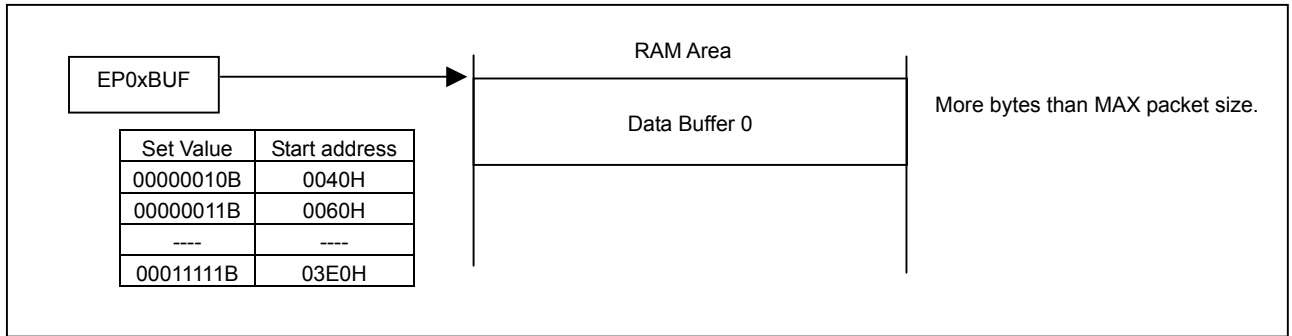 RAM Area
EP0xBUF
More bytes than MAX packet size.
Data Buffer 0
Set Value Start address
00000010B 0040H
00000011B 0060H
---- ----
00011111B 03E0H